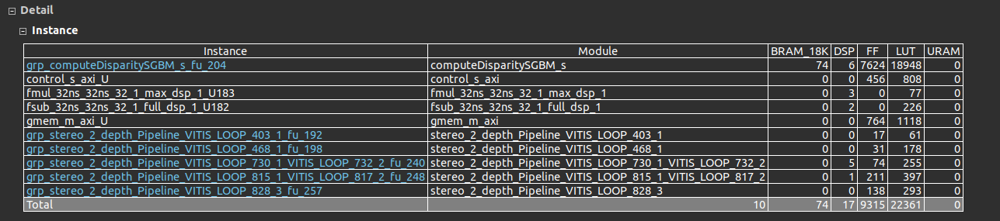 Detail
Instance
Instance Module BRAM_18K DSP FF LUT URAM
grp_computeDisparitySGBM_s_fu_204 computeDisparitySGBM_s 74 6 7624 18948 0
control_s_axi_U control_s_axi 0 0 456 808 0
fmul_32ns_32ns_32_1_max_dsp_1_U183 fmul_32ns_32ns_32_1_max_dsp_1 0 3 0 77 0
fsub_32ns_32ns_32_1_full_dsp_1_U182 fsub_32ns_32ns_32_1_full_dsp_1 0 2 0 226 0
gmem_m_axi_U gmem_m_axi 0 0 764 1118 0
grp_stereo_2_depth_Pipeline_VITIS_LOOP_403_1_fu_192 stereo_2_depth_Pipeline_VITIS_LOOP_403_1 0 0 17 61 0
grp_stereo_2_depth_Pipeline_VITIS_LOOP_468_1_fu_198 stereo_2_depth_Pipeline_VITIS_LOOP_468_1 0 0 31 178 0
grp_stereo_2_depth_Pipeline_VITIS_LOOP_730_1_VITIS_LOOP_732_2_fu_240 stereo_2_depth_Pipeline_VITIS_LOOP_730_1_VITIS_LOOP_732_2 0 5 74 255 0
grp_stereo_2_depth_Pipeline_VITIS_LOOP_815_1_VITIS_LOOP_817_2_fu_248 stereo_2_depth_Pipeline_VITIS_LOOP_815_1_VITIS_LOOP_817_2 0 1 211 397 0
grp_stereo_2_depth_Pipeline_VITIS_LOOP_828_3_fu_257 stereo_2_depth_Pipeline_VITIS_LOOP_828_3 0 0 138 293 0
Total 10 74 17 9315 22361 0